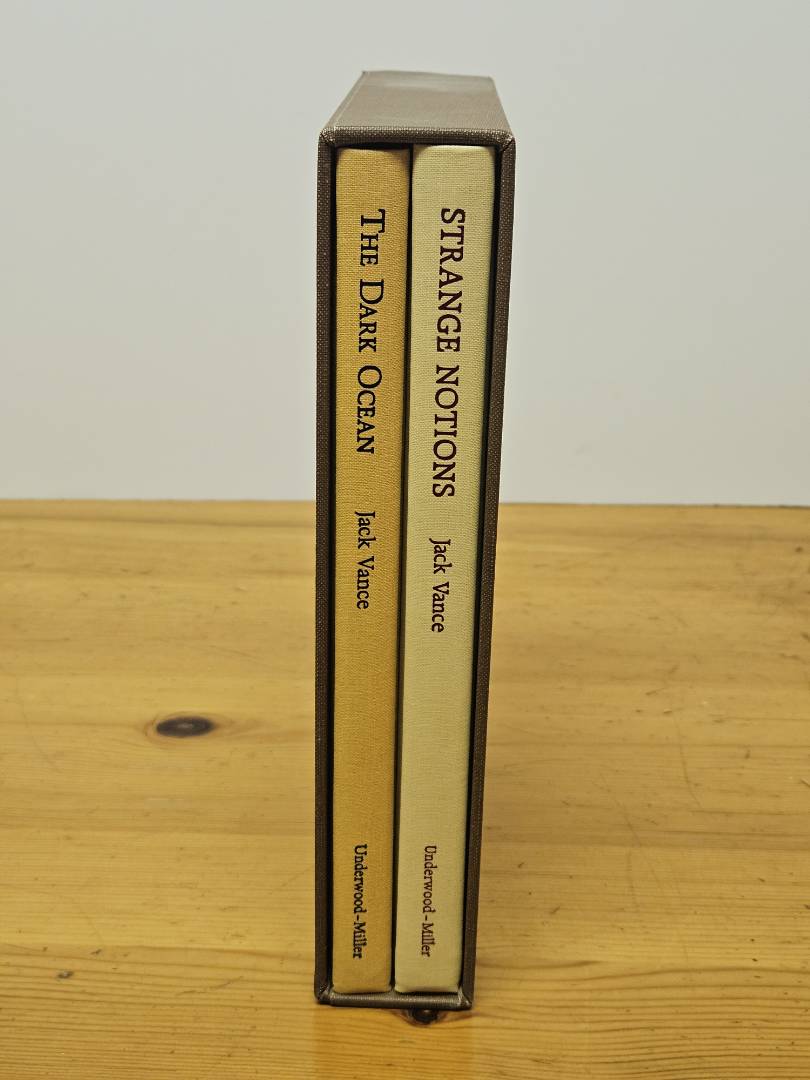 THE DARK OCEAN Jack Vance Underwood-Miller
STRANGE NOTIONS Jack Vance Underwood-Miller